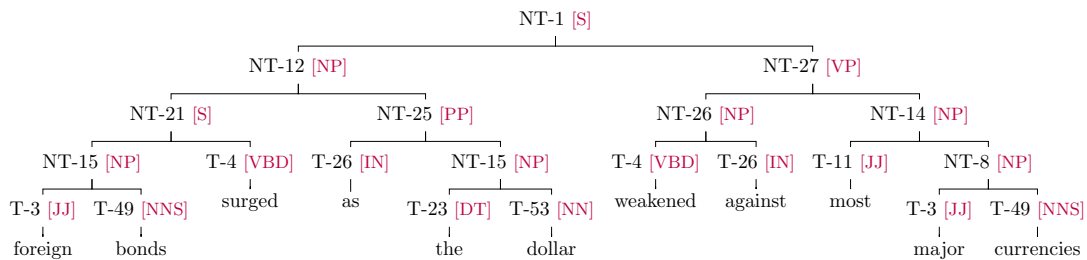 NT-1 [S]
NT-12 [NP] NT-27 [VP]
NT-21 [S] NT-25 [PP] NT-26 [NP] NT-14 [NP]
NT-15 [NP] T-4 [VBD] T-26 [IN] NT-15 [NP] T-4 [VBD] T-26 [IN] T-11 [JJ] NT-8 [NP]
surged as weakened against most
T-3 [JJ] T-49 [NNS] T-23 [DT] T-53 [NN] T-3 [JJ] T-49 [NNS]
foreign bonds the dollar major currencies